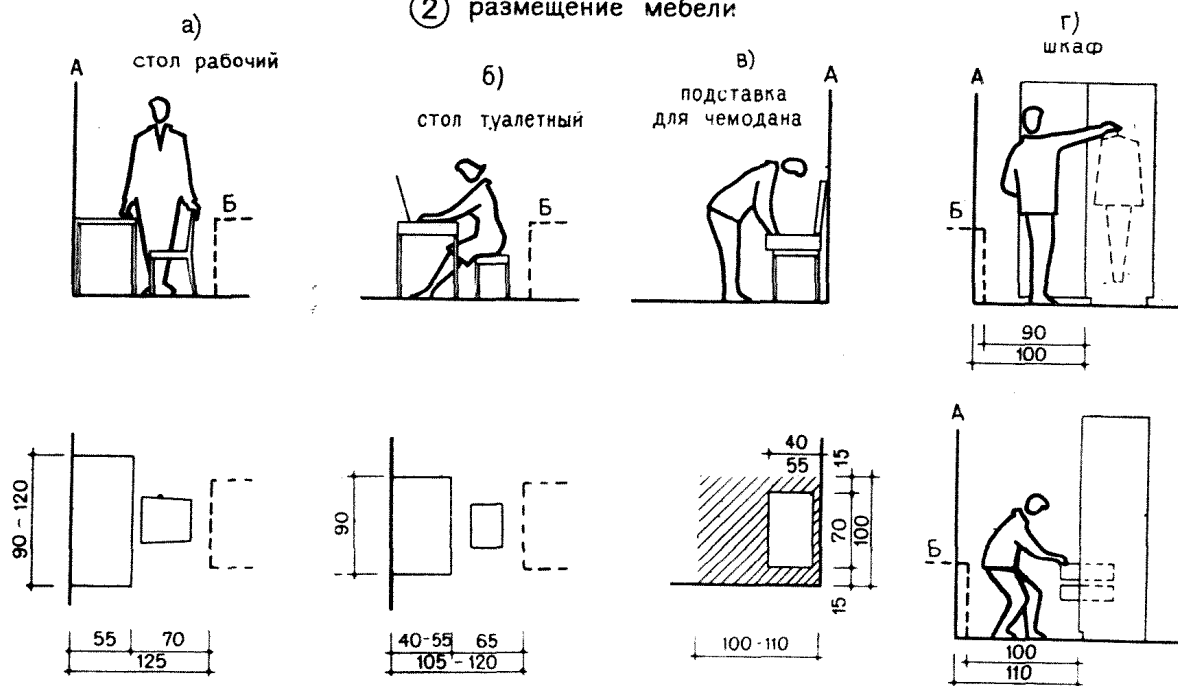 2 размещение мебели
а)
стол рабочий
А
Б
б)
стол туалетный
Б
в)
подставка
для чемодана
А
г)
шкаф
А
Б
90
100
90-120
55 70
125
90
40-55 65
105-120
40
55
15
70
100
15
100-110
А
Б
100
110